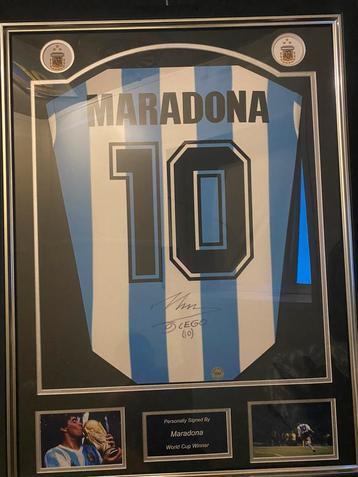 MARADONA
10
DIEGO
(10)
Personally Signed By
Maradona
World Cup Winner